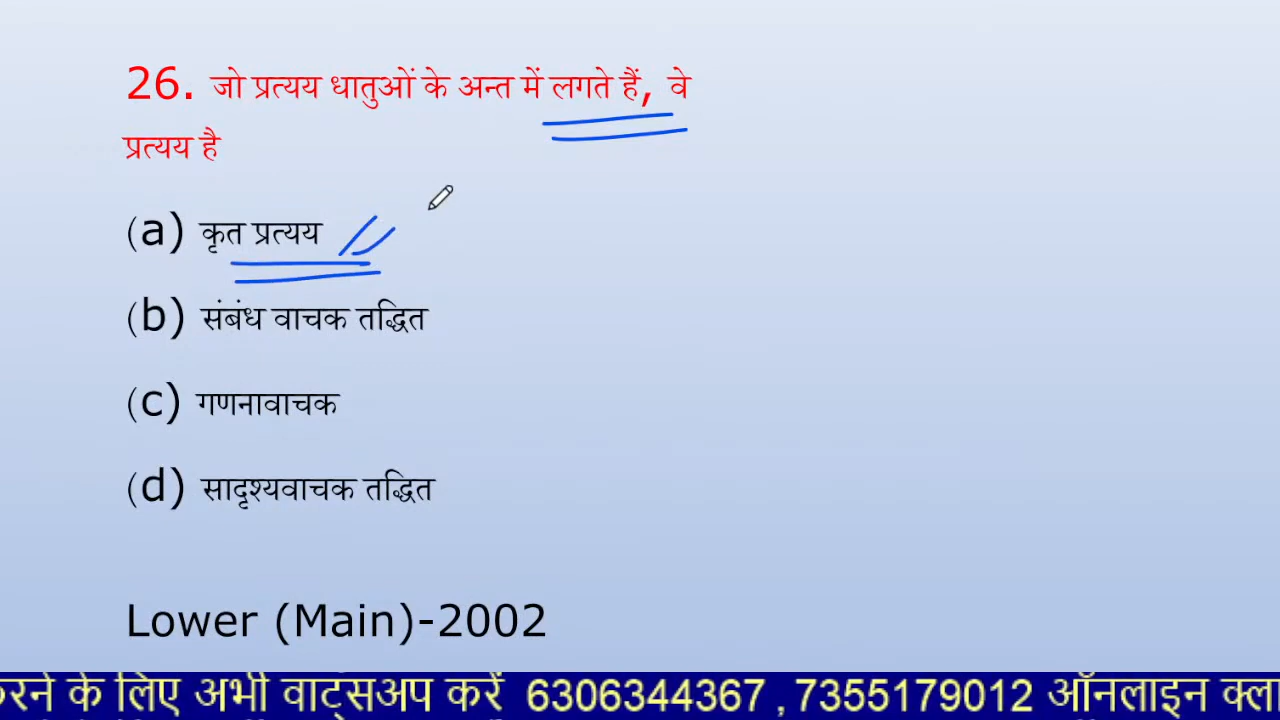 26. जो प्रत्यय धातुओं के अन्त में लगते हैं, वे
प्रत्यय है
(a) कृत प्रत्यय
(b) संबंध वाचक तद्धित
(c) गणनावाचक
(d) सादृश्यवाचक तद्धित
Lower (Main)-2002
करने के लिए अभी वाट्सअप करें 6306344367 ,7355179012 ऑनलाइन क्ला